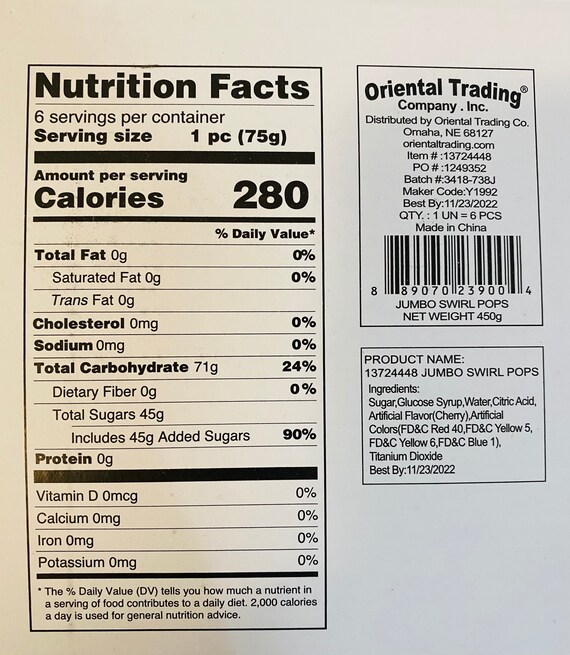 Nutrition Facts
6 servings per container
Serving size 1 pc (75g)
Amount per serving
Calories 280
% Daily Value*
Total Fat 0g 0%
Saturated Fat 0g 0%
Trans Fat 0g
Cholesterol 0mg 0%
Sodium 0mg 0%
Total Carbohydrate 71g 24%
Dietary Fiber 0g 0%
Total Sugars 45g
Includes 45g Added Sugars 90%
Protein 0g
Vitamin D 0mcg 0%
Calcium 0mg 0%
Iron 0mg 0%
Potassium 0mg 0%
* The % Daily Value (DV) tells you how much a nutrient in
a serving of food contributes to a daily diet. 2,000 calories
a day is used for general nutrition advice.
Oriental Trading®
Company . Inc.
Distributed by Oriental Trading Co.
Omaha, NE 68127
orientaltrading.com
Item # :13724448
PO # :1249352
Batch #:3418-738J
Maker Code:Y1992
Best By:11/23/2022
QTY. : 1 UN = 6 PCS
Made in China
8 89070 23900 4
JUMBO SWIRL POPS
NET WEIGHT 450g
PRODUCT NAME:
13724448 JUMBO SWIRL POPS
Ingredients:
Sugar,Glucose Syrup,Water,Citric Acid,
Artificial Flavor(Cherry),Artificial
Colors(FD&C Red 40,FD&C Yellow 5,
FD&C Yellow 6,FD&C Blue 1),
Titanium Dioxide
Best By:11/23/2022